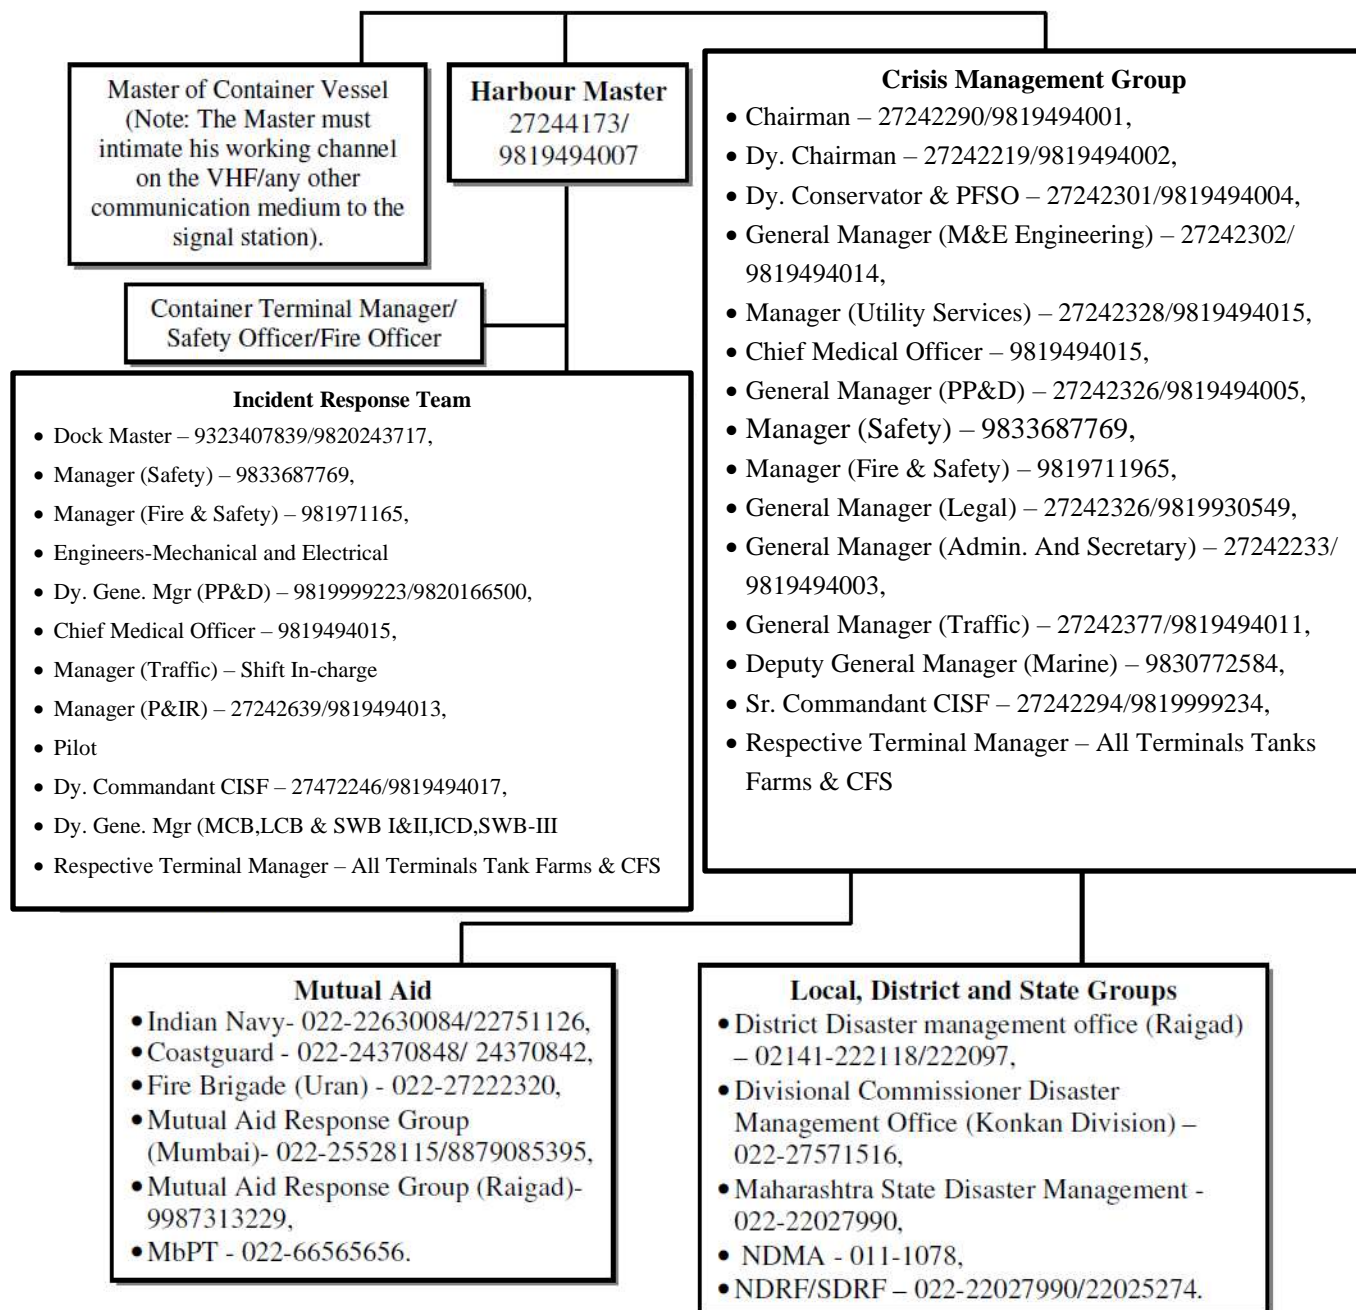 Master of Container Vessel
(Note: The Master must
intimate his working channel
on the VHF/any other
communication medium to the
signal station).
Harbour Master
27244173/
9819494007
Container Terminal Manager/
Safety Officer/Fire Officer
Incident Response Team
• Dock Master – 9323407839/9820243717,
• Manager (Safety) – 9833687769,
• Manager (Fire & Safety) – 981971165,
• Engineers-Mechanical and Electrical
• Dy. Gene. Mgr (PP&D) – 9819999223/9820166500,
• Chief Medical Officer – 9819494015,
• Manager (Traffic) – Shift In-charge
• Manager (P&IR) – 27242639/9819494013,
• Pilot
• Dy. Commandant CISF – 27472246/9819494017,
• Dy. Gene. Mgr (MCB,LCB & SWB I&II,ICD,SWB-III
• Respective Terminal Manager – All Terminals Tank Farms & CFS
Crisis Management Group
• Chairman – 27242290/9819494001,
• Dy. Chairman – 27242219/9819494002,
• Dy. Conservator & PFSO – 27242301/9819494004,
• General Manager (M&E Engineering) – 27242302/
9819494014,
• Manager (Utility Services) – 27242328/9819494015,
• Chief Medical Officer – 9819494015,
• General Manager (PP&D) – 27242326/9819494005,
• Manager (Safety) – 9833687769,
• Manager (Fire & Safety) – 9819711965,
• General Manager (Legal) – 27242326/9819930549,
• General Manager (Admin. And Secretary) – 27242233/
9819494003,
• General Manager (Traffic) – 27242377/9819494011,
• Deputy General Manager (Marine) – 9830772584,
• Sr. Commandant CISF – 27242294/9819999234,
• Respective Terminal Manager – All Terminals Tanks
Farms & CFS
Mutual Aid
• Indian Navy- 022-22630084/22751126,
• Coastguard - 022-24370848/ 24370842,
• Fire Brigade (Uran) - 022-27222320,
• Mutual Aid Response Group
(Mumbai)- 022-25528115/8879085395,
• Mutual Aid Response Group (Raigad)-
9987313229,
• MbPT - 022-66565656.
Local, District and State Groups
• District Disaster management office (Raigad)
– 02141-222118/222097,
• Divisional Commissioner Disaster
Management Office (Konkan Division) –
022-27571516,
• Maharashtra State Disaster Management -
022-22027990,
• NDMA - 011-1078,
• NDRF/SDRF – 022-22027990/22025274.